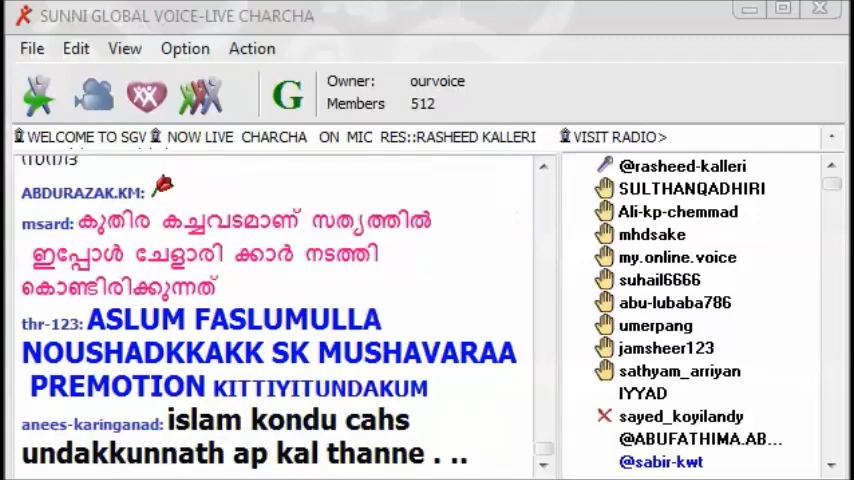 SUNNI GLOBAL VOICE-LIVE CHARCHA
File Edit View Option Action
Owner: ourvoice
Members 512
WELCOME TO SGV NOW LIVE CHARCHA ON MIC RES::RASHEED KALLERI VISIT RADIO>
ABDURAZAK.KM:
msard: കുതിര കച്ചവടമാണ് സത്യത്തിൽ
ഇപ്പോൾ ചേളാരി ക്കാർ നടത്തി
കൊണ്ടിരിക്കുന്നത്
thr-123: ASLUM FASLUMULLA
NOUSHADKKAKK SK MUSHAVARAA
PREMOTION KITTIYITUNDAKUM
anees-karinganad: islam kondu cahs
undakkunnath ap kal thanne . ..
@rasheed-kalleri
SULTHANQADHIRI
Ali-kp-chemmad
mhdsake
my.online.voice
suhail6666
abu-lubaba786
umerpang
jamsheer123
sathyam_arriyan
IYYAD
sayed_koyilandy
@ABUFATHIMA.AB...
@sabir-kwt